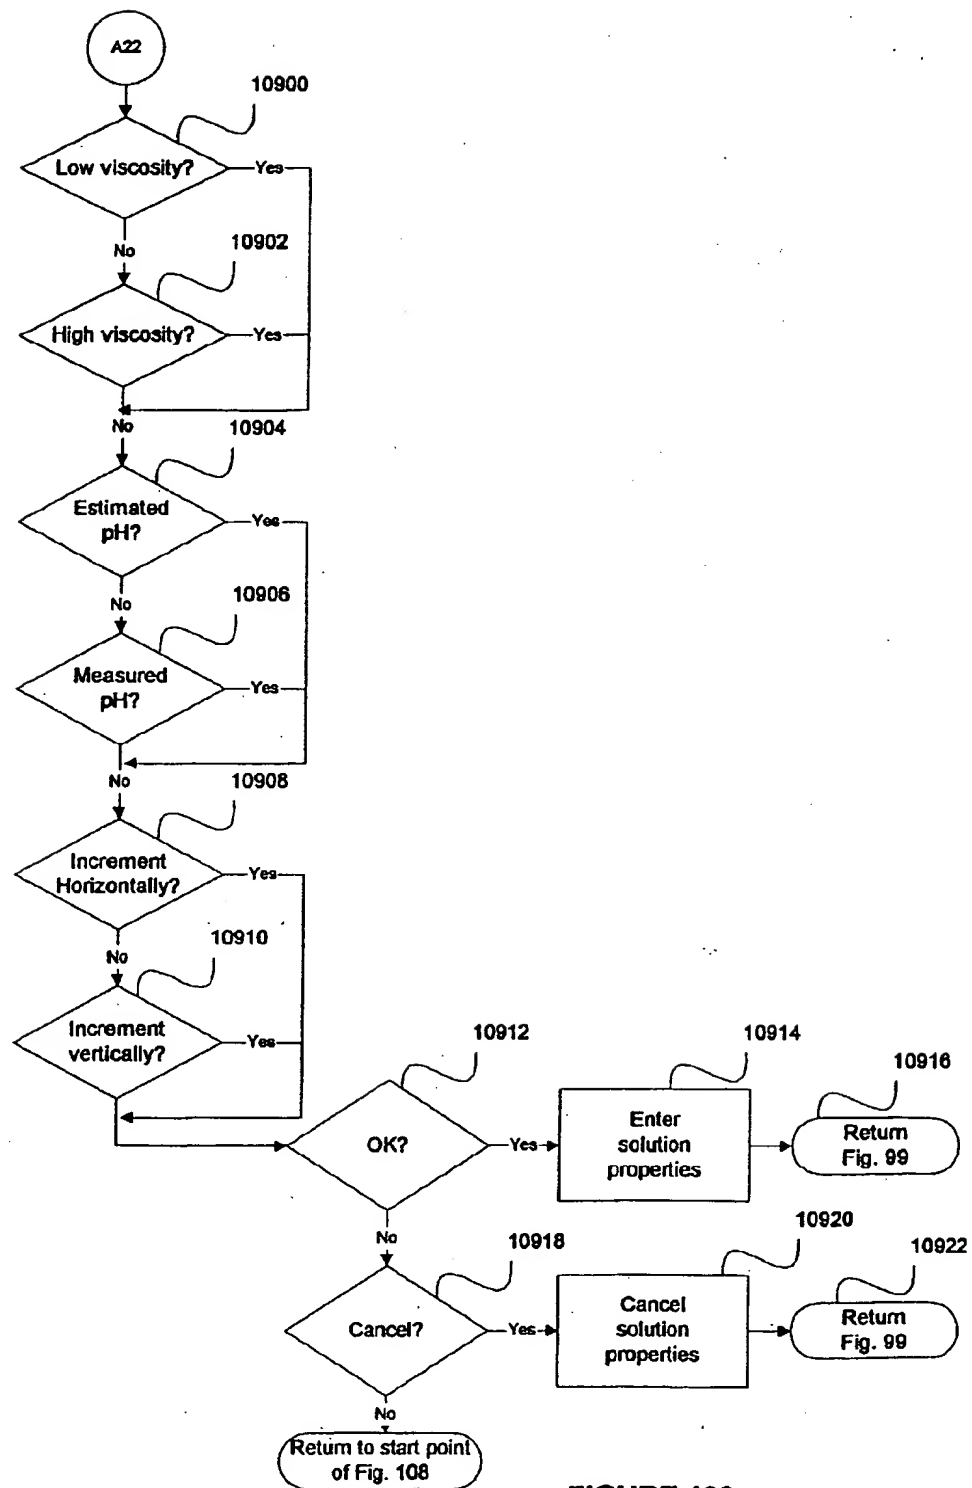 A22
10900
Low viscosity?
Yes
No
10902
High viscosity?
Yes
No
10904
Estimated
pH?
Yes
No
10906
Measured
pH?
Yes
No
10908
Increment
Horizontally?
Yes
No
10910
Increment
vertically?
Yes
10912
OK?
Yes
10914
Enter
solution
properties
10916
Return
Fig. 99
No
10918
Cancel?
Yes
10920
Cancel
solution
properties
10922
Return
Fig. 99
No
Return to start point
of Fig. 108